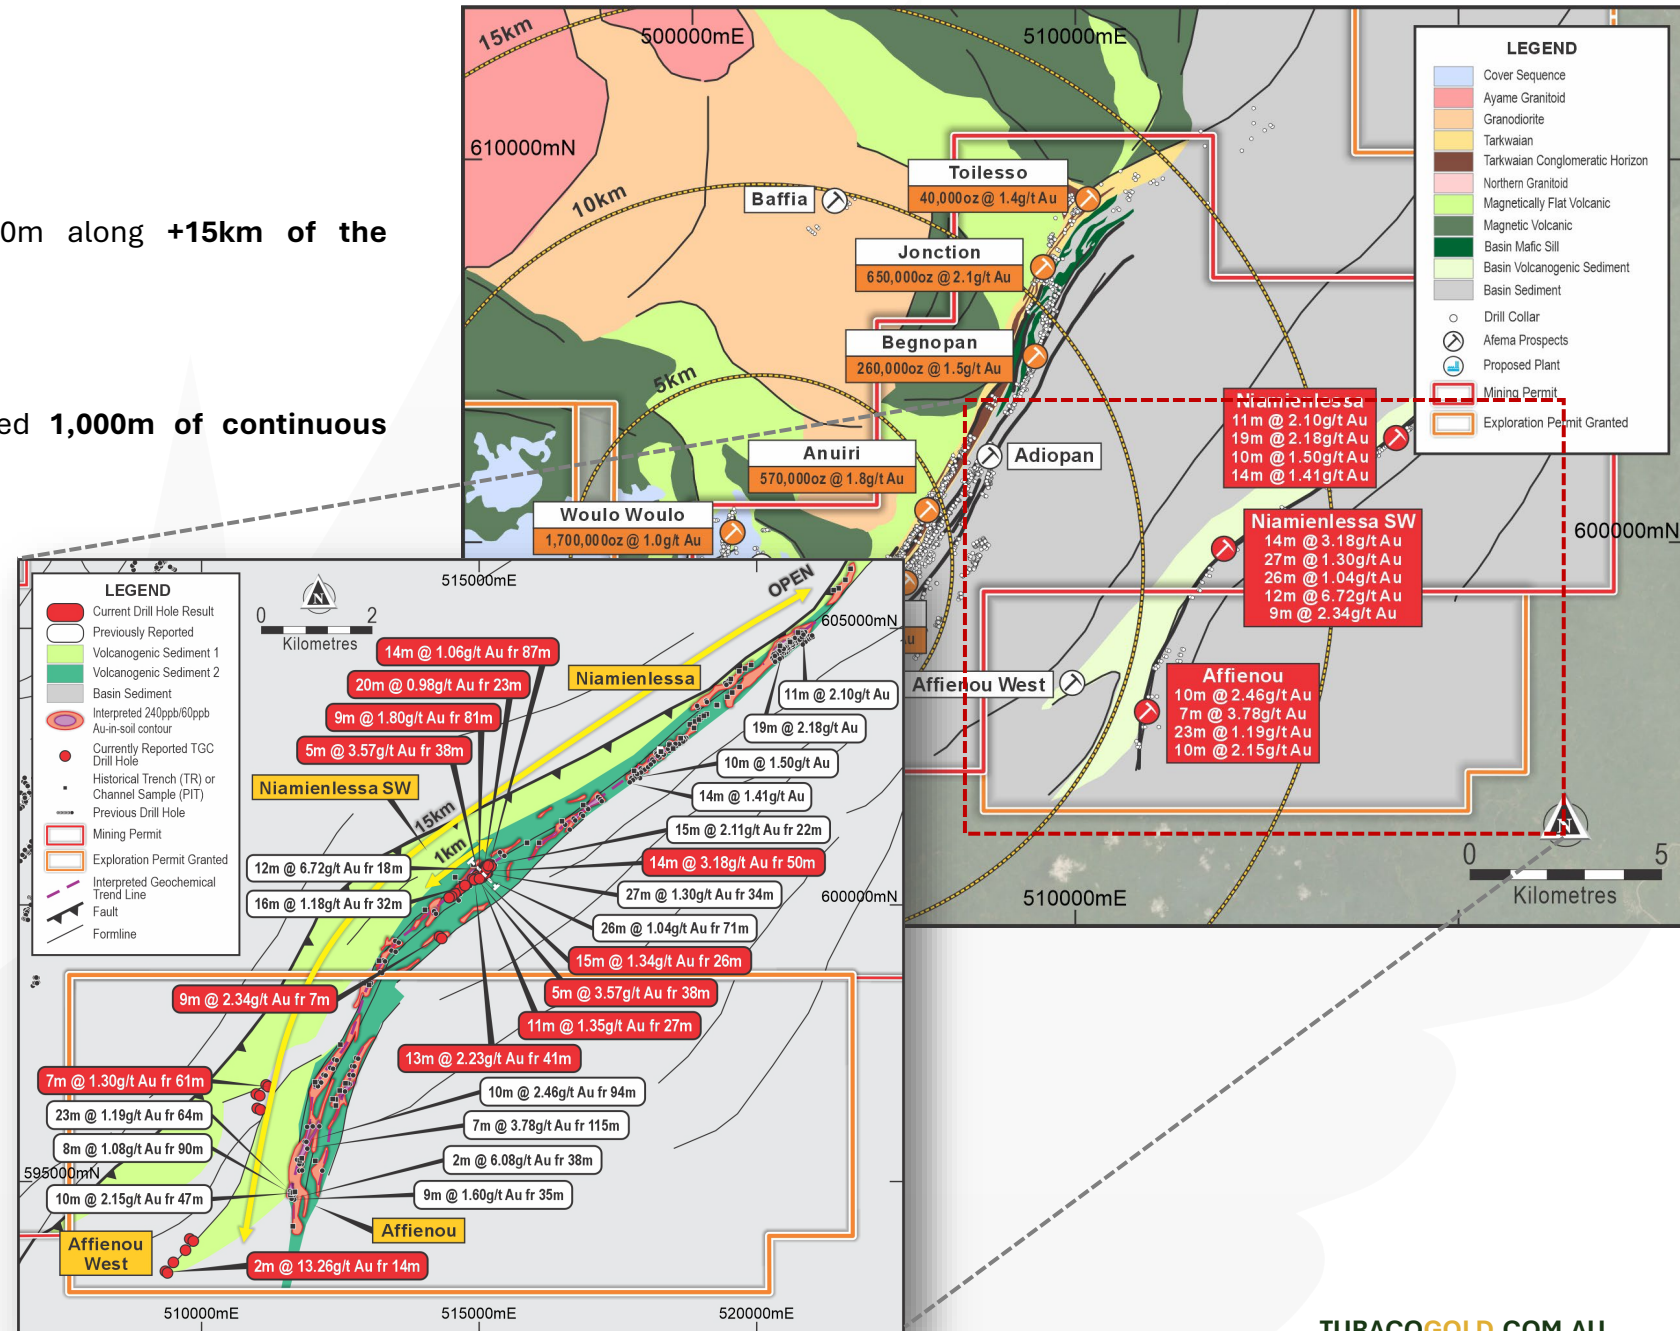 0m along +15km of the
ed 1,000m of continuous
15km
500000mE
510000mE
610000mN
10km
5km
Baffia
Toilesso
40,000oz @ 1.4g/t Au
Jonction
650,000oz @ 2.1g/t Au
Begnopan
260,000oz @ 1.5g/t Au
Anuiri
570,000oz @ 1.8g/t Au
Woulo Woulo
1,700,000oz @ 1.0g/t Au
Adiopan
Affienou West
Niamienlessa
11m @ 2.10g/t Au
19m @ 2.18g/t Au
10m @ 1.50g/t Au
14m @ 1.41g/t Au
Niamienlessa SW
14m @ 3.18g/t Au
27m @ 1.30g/t Au
26m @ 1.04g/t Au
12m @ 6.72g/t Au
9m @ 2.34g/t Au
Affienou
10m @ 2.46g/t Au
7m @ 3.78g/t Au
23m @ 1.19g/t Au
10m @ 2.15g/t Au
LEGEND
Cover Sequence
Ayame Granitoid
Granodiorite
Tarkwaian
Tarkwaian Conglomeratic Horizon
Northern Granitoid
Magnetically Flat Volcanic
Magnetic Volcanic
Basin Mafic Sill
Basin Volcanogenic Sediment
Basin Sediment
Drill Collar
Afema Prospects
Proposed Plant
Mining Permit
Exploration Permit Granted
600000mN
u
510000mE
N
0 5
Kilometres
LEGEND
Current Drill Hole Result
Previously Reported
Volcanogenic Sediment 1
Volcanogenic Sediment 2
Basin Sediment
Interpreted 240ppb/60ppb
Au-in-soil contour
Currently Reported TGC
Drill Hole
Historical Trench (TR) or
Channel Sample (PIT)
Previous Drill Hole
Mining Permit
Exploration Permit Granted
Interpreted Geochemical
Trend Line
Fault
Formline
N
0 2
Kilometres
515000mE
OPEN
605000mN
14m @ 1.06g/t Au fr 87m
20m @ 0.98g/t Au fr 23m
9m @ 1.80g/t Au fr 81m
5m @ 3.57g/t Au fr 38m
Niamienlessa
Niamienlessa SW
15km
1km
11m @ 2.10g/t Au
19m @ 2.18g/t Au
10m @ 1.50g/t Au
14m @ 1.41g/t Au
15m @ 2.11g/t Au fr 22m
14m @ 3.18g/t Au fr 50m
12m @ 6.72g/t Au fr 18m
27m @ 1.30g/t Au fr 34m
16m @ 1.18g/t Au fr 32m
600000mN
26m @ 1.04g/t Au fr 71m
15m @ 1.34g/t Au fr 26m
5m @ 3.57g/t Au fr 38m
9m @ 2.34g/t Au fr 7m
11m @ 1.35g/t Au fr 27m
13m @ 2.23g/t Au fr 41m
7m @ 1.30g/t Au fr 61m
10m @ 2.46g/t Au fr 94m
23m @ 1.19g/t Au fr 64m
7m @ 3.78g/t Au fr 115m
8m @ 1.08g/t Au fr 90m
2m @ 6.08g/t Au fr 38m
595000mN
10m @ 2.15g/t Au fr 47m
9m @ 1.60g/t Au fr 35m
Affienou
Affienou
West
2m @ 13.26g/t Au fr 14m
510000mE
515000mE
520000mE
TURACOGOLD.COM.AU